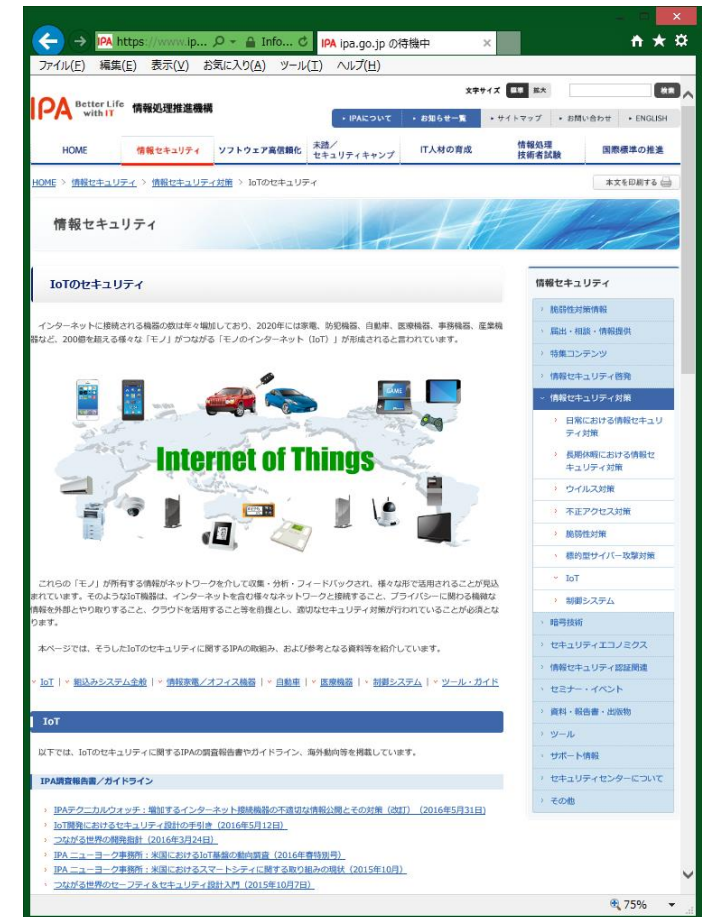 https://www.ip... Info... ipa.go.jp の待機中
ファイル(F) 編集(E) 表示(V) お気に入り(A) ツール(T) ヘルプ(H)
文字サイズ 標準 拡大 検索
IPA Better Life with IT 情報処理推進機構
・IPAについて ・お知らせ一覧 ・サイトマップ ・お問い合わせ ・ENGLISH
HOME 情報セキュリティ ソフトウェア高信頼化 未踏/セキュリティキャンプ IT人材の育成 情報処理技術者試験 国際標準の推進
HOME > 情報セキュリティ > 情報セキュリティ対策 > IoTのセキュリティ
本文を印刷する
情報セキュリティ
IoTのセキュリティ
インターネットに接続される機器の数は年々増加しており、2020年には家電、防犯機器、自動車、医療機器、事務機器、産業機
器など、200億を超える様々な「モノ」がつながる「モノのインターネット(IoT)」が形成されると言われています。
GAME
Internet of Things
これらの「モノ」が所有する情報がネットワークを介して収集・分析・フィードバックされ、様々な形で活用されることが見込
まれています。そのようなIoT機器は、インターネットを含む様々なネットワークと接続すること、プライバシーに関わる機微な
情報を外部とやり取りすること、クラウドを活用すること等を前提とし、適切なセキュリティ対策が行われていることが必須とな
ります。
本ページでは、そうしたIoTのセキュリティに関するIPAの取組み、および参考となる資料等を紹介しています。
IoT | 組込みシステム全般 | 情報家電/オフィス機器 | 自動車 | 医療機器 | 制御システム | ツール・ガイド
IoT
以下では、IoTのセキュリティに関するIPAの調査報告書やガイドライン、海外動向等を掲載しています。
IPA調査報告書/ガイドライン
IPAテクニカルウォッチ:増加するインターネット接続機器の不適切な情報公開とその対策(改訂)(2016年5月31日)
IoT開発におけるセキュリティ設計の手引き(2016年5月12日)
つながる世界の開発指針(2016年3月24日)
IPA ニューヨーク事務所:米国におけるIoT基盤の動向調査(2016年春特別号)
IPA ニューヨーク事務所:米国におけるスマートシティに関する取り組みの現状(2015年10月)
つながる世界のセーフティ&セキュリティ設計入門(2015年10月7日)
情報セキュリティ
脆弱性対策情報
届出・相談・情報提供
特集コンテンツ
情報セキュリティ啓発
情報セキュリティ対策
日常における情報セキュリ
ティ対策
長期休暇における情報セ
キュリティ対策
ウイルス対策
不正アクセス対策
脆弱性対策
標的型サイバー攻撃対策
IoT
制御システム
暗号技術
セキュリティエコノミクス
情報セキュリティ認証関連
セミナー・イベント
資料・報告書・出版物
ツール
サポート情報
セキュリティセンターについて
その他
75%